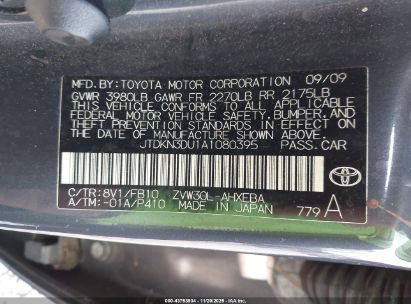 MFD.BY: TOYOTA MOTOR CORPORATION 09/09
GVWR 3980LB GAWR FR 2270LB RR 2175LB
THIS VEHICLE CONFORMS TO ALL APPLICABLE
FEDERAL MOTOR VEHICLE SAFETY, BUMPER, AND
THEFT PREVENTION STANDARDS IN EFFECT ON THE
DATE OF MANUFACTURE SHOWN ABOVE.
JTDKN3DU1A1080395 PASS.CAR
C/TR:8V1/FB10 ZVW30L-AHXEBA
A/TM:-01A/P410 MADE IN JAPAN
779 A
TOYOTA